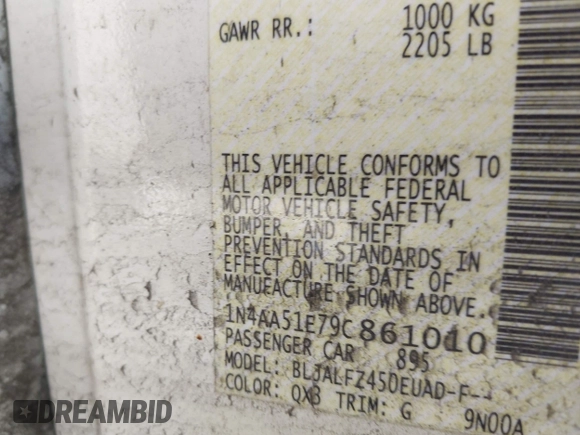 GAWR RR.: 1000 KG
2205 LB
THIS VEHICLE CONFORMS TO
ALL APPLICABLE FEDERAL
MOTOR VEHICLE SAFETY,
BUMPER, AND THEFT
PREVENTION STANDARDS IN
EFFECT ON THE DATE OF
MANUFACTURE SHOWN ABOVE.
1N4AA51E79C861010
PASSENGER CAR 895
MODEL: BLJALFZ450EUAD-F--
COLOR: QX3 TRIM: G 9N00A
RIDESAFELY